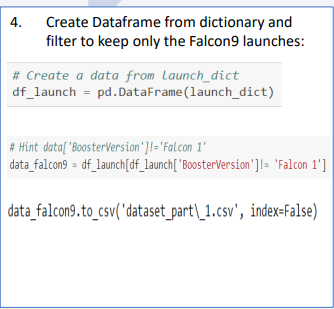 4. Create Dataframe from dictionary and
filter to keep only the Falcon9 launches:
# Create a data from launch_dict
df_launch = pd.DataFrame(launch_dict)
# Hint data['BoosterVersion']!='Falcon 1'
data_falcon9 = df_launch[df_launch['BoosterVersion']!= 'Falcon 1']
data_falcon9.to_csv('dataset_part\_1.csv', index=False)